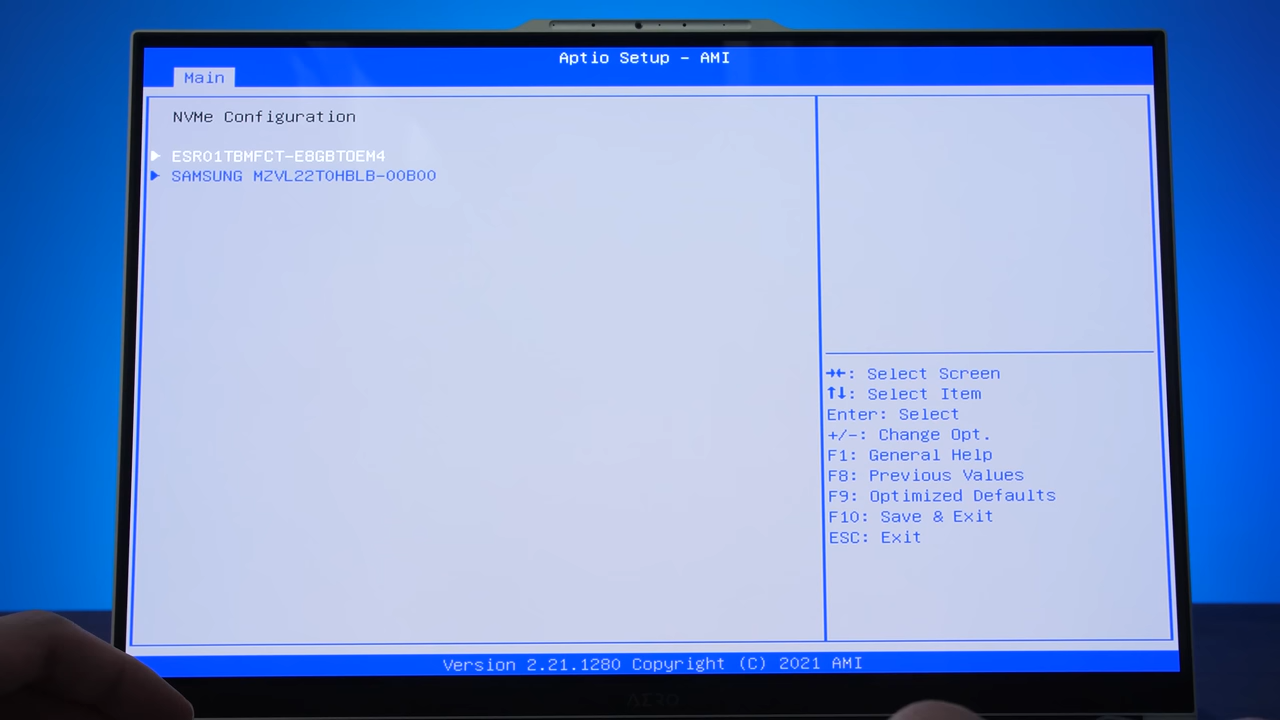 Aptio Setup – AMI
Main
NVMe Configuration
ESR01TBMFCT-E8GBTOEM4
SAMSUNG MZVL22T0HBLB-00B00
→←: Select Screen
↑↓: Select Item
Enter: Select
+/-: Change Opt.
F1: General Help
F8: Previous Values
F9: Optimized Defaults
F10: Save & Exit
ESC: Exit
Version 2.21.1280 Copyright (C) 2021 AMI
AERO